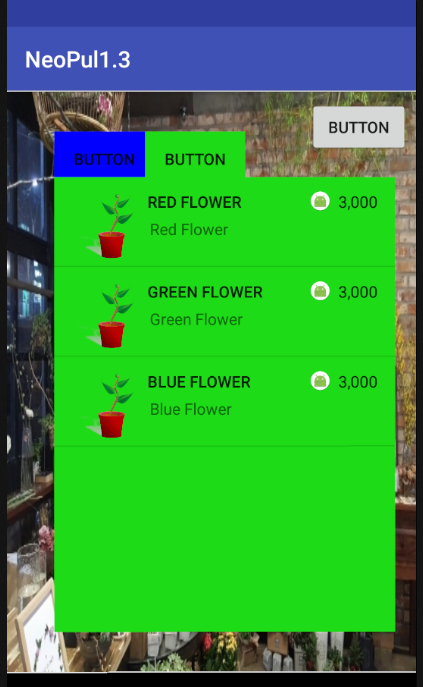 NeoPul1.3
BUTTON
BUTTON BUTTON
RED FLOWER 3,000
Red Flower
GREEN FLOWER 3,000
Green Flower
BLUE FLOWER 3,000
Blue Flower